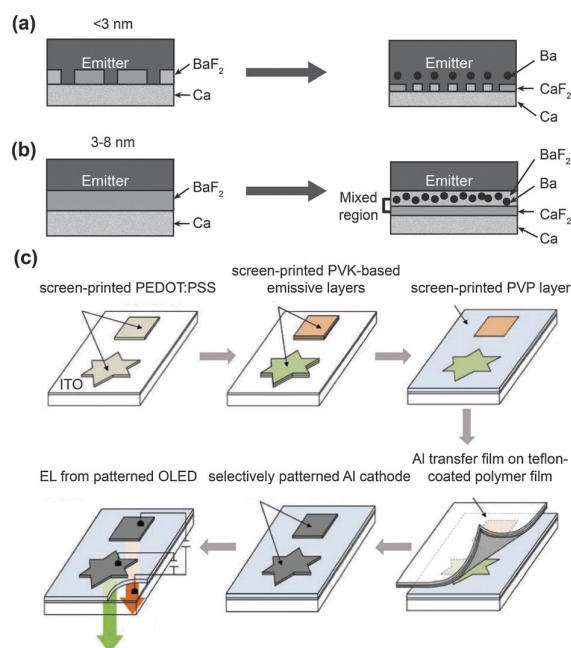 (a)
<3 nm
Emitter
BaF2
Ca
Emitter
Ba
CaF2
Ca
(b)
3-8 nm
Emitter
BaF2
Ca
Mixed
region
Emitter
BaF2
Ba
CaF2
Ca
(c)
screen-printed PEDOT:PSS
ITO
screen-printed PVK-based
emissive layers
screen-printed PVP layer
EL from patterned OLED
selectively patterned Al cathode
Al transfer film on teflon-
coated polymer film